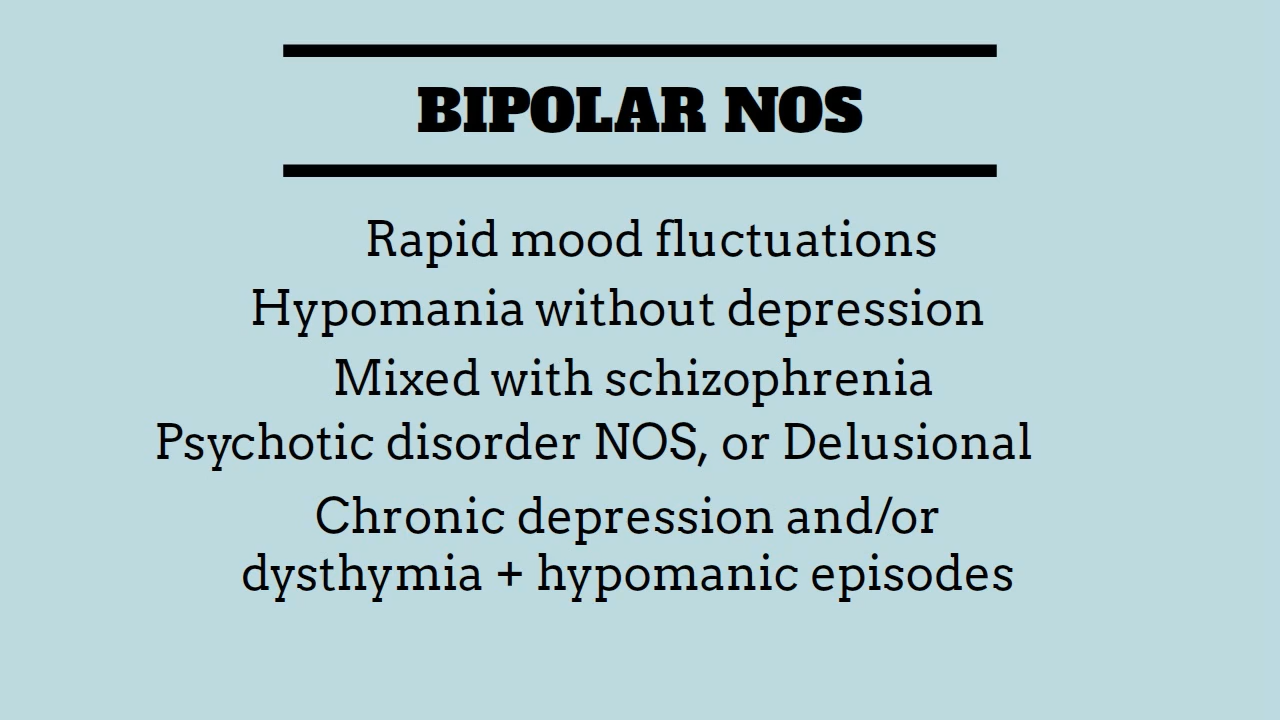 BIPOLAR NOS
Rapid mood fluctuations
Hypomania without depression
Mixed with schizophrenia
Psychotic disorder NOS, or Delusional
Chronic depression and/or
dysthymia + hypomanic episodes